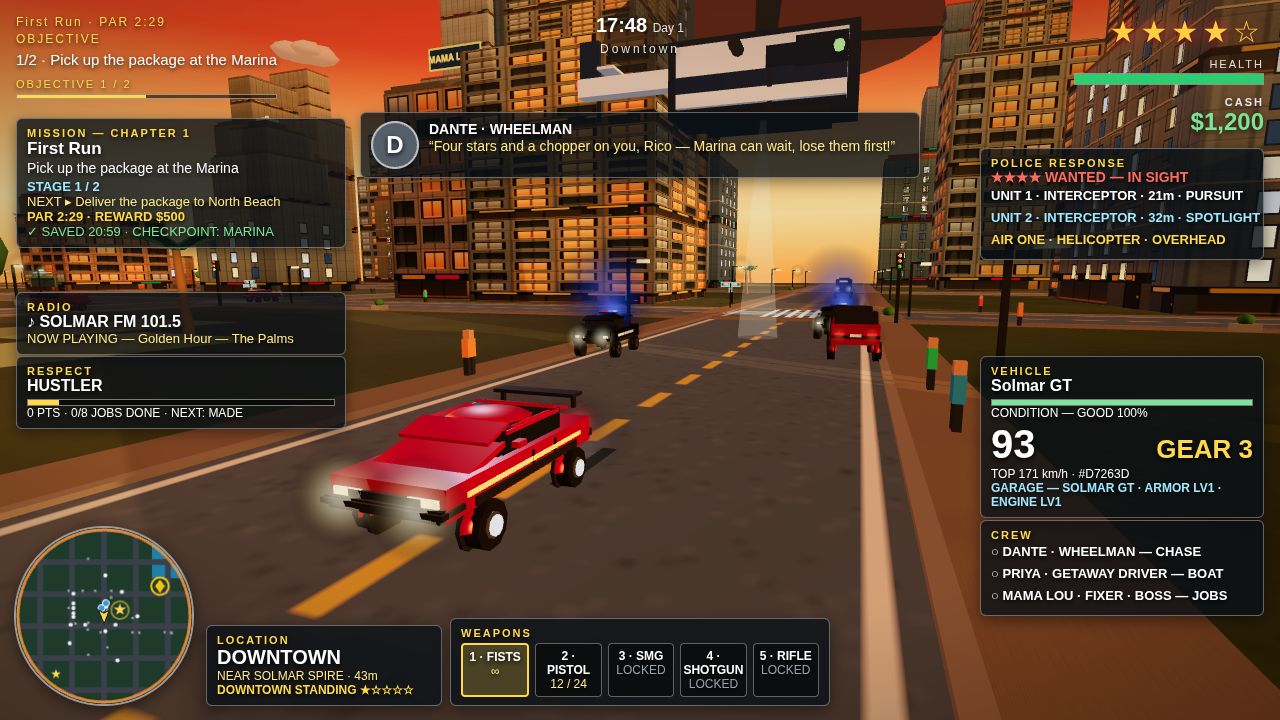 First Run · PAR 2:29
OBJECTIVE
1/2 · Pick up the package at the Marina
OBJECTIVE 1 / 2
17:48 Day 1
Downtown
★★★★☆
HEALTH
CASH
$1,200
MISSION — CHAPTER 1
First Run
Pick up the package at the Marina
STAGE 1 / 2
NEXT ▸ Deliver the package to North Beach
PAR 2:29 · REWARD $500
✓ SAVED 20:59 · CHECKPOINT: MARINA
MAMA L
D
DANTE · WHEELMAN
“Four stars and a chopper on you, Rico — Marina can wait, lose them first!”
POLICE RESPONSE
★★★★ WANTED — IN SIGHT
UNIT 1 · INTERCEPTOR · 21m · PURSUIT
UNIT 2 · INTERCEPTOR · 32m · SPOTLIGHT
AIR ONE · HELICOPTER · OVERHEAD
RADIO
♪ SOLMAR FM 101.5
NOW PLAYING — Golden Hour — The Palms
RESPECT
HUSTLER
0 PTS · 0/8 JOBS DONE · NEXT: MADE
VEHICLE
Solmar GT
CONDITION — GOOD 100%
93 GEAR 3
TOP 171 km/h · #D7263D
GARAGE — SOLMAR GT · ARMOR LV1 ·
ENGINE LV1
CREW
○ DANTE · WHEELMAN — CHASE
○ PRIYA · GETAWAY DRIVER — BOAT
○ MAMA LOU · FIXER · BOSS — JOBS
LOCATION
DOWNTOWN
NEAR SOLMAR SPIRE · 43m
DOWNTOWN STANDING ★☆☆☆☆
WEAPONS
1 · FISTS
∞
2 ·
PISTOL
12 / 24
3 · SMG
LOCKED
4 ·
SHOTGUN
LOCKED
5 · RIFLE
LOCKED